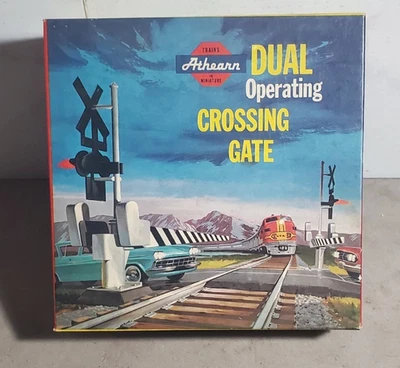 TRAINS
Athearn
IN
MINIATURE
DUAL
Operating
CROSSING
GATE